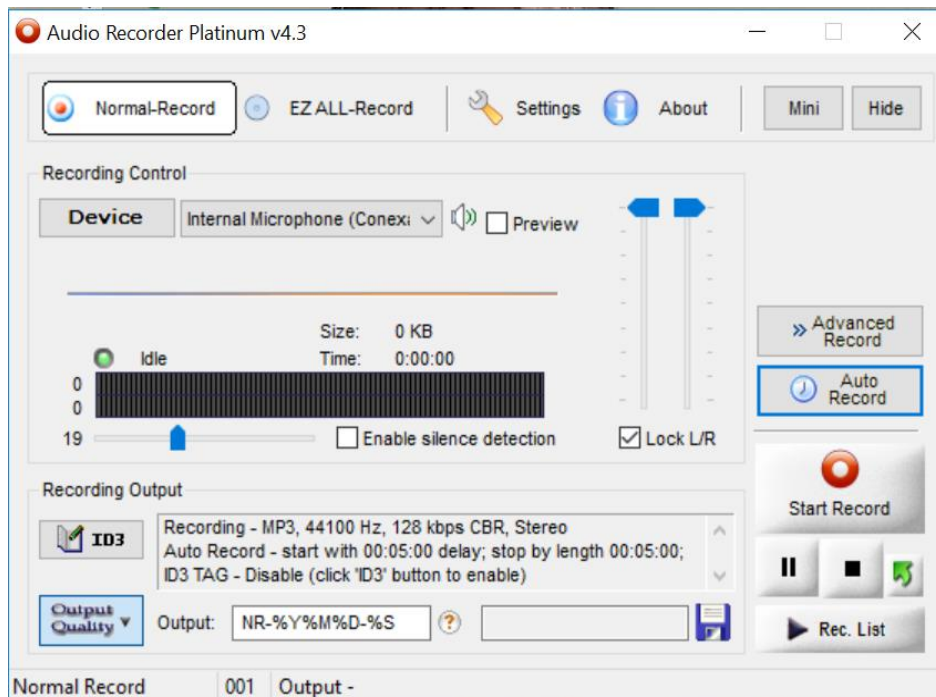 Audio Recorder Platinum v4.3
Normal-Record
EZ ALL-Record
Settings
About
Mini
Hide
Recording Control
Device
Internal Microphone (Conexa
Preview
Size: 0 KB
Idle
Time: 0:00:00
0
0
19
Enable silence detection
Lock L/R
Advanced
Record
Auto
Record
Start Record
Recording Output
ID3
Recording - MP3, 44100 Hz, 128 kbps CBR, Stereo
Auto Record - start with 00:05:00 delay; stop by length 00:05:00;
ID3 TAG - Disable (click 'ID3' button to enable)
Output
Quality
Output: NR-%Y%M%D-%S
?
Rec. List
Normal Record
001
Output -